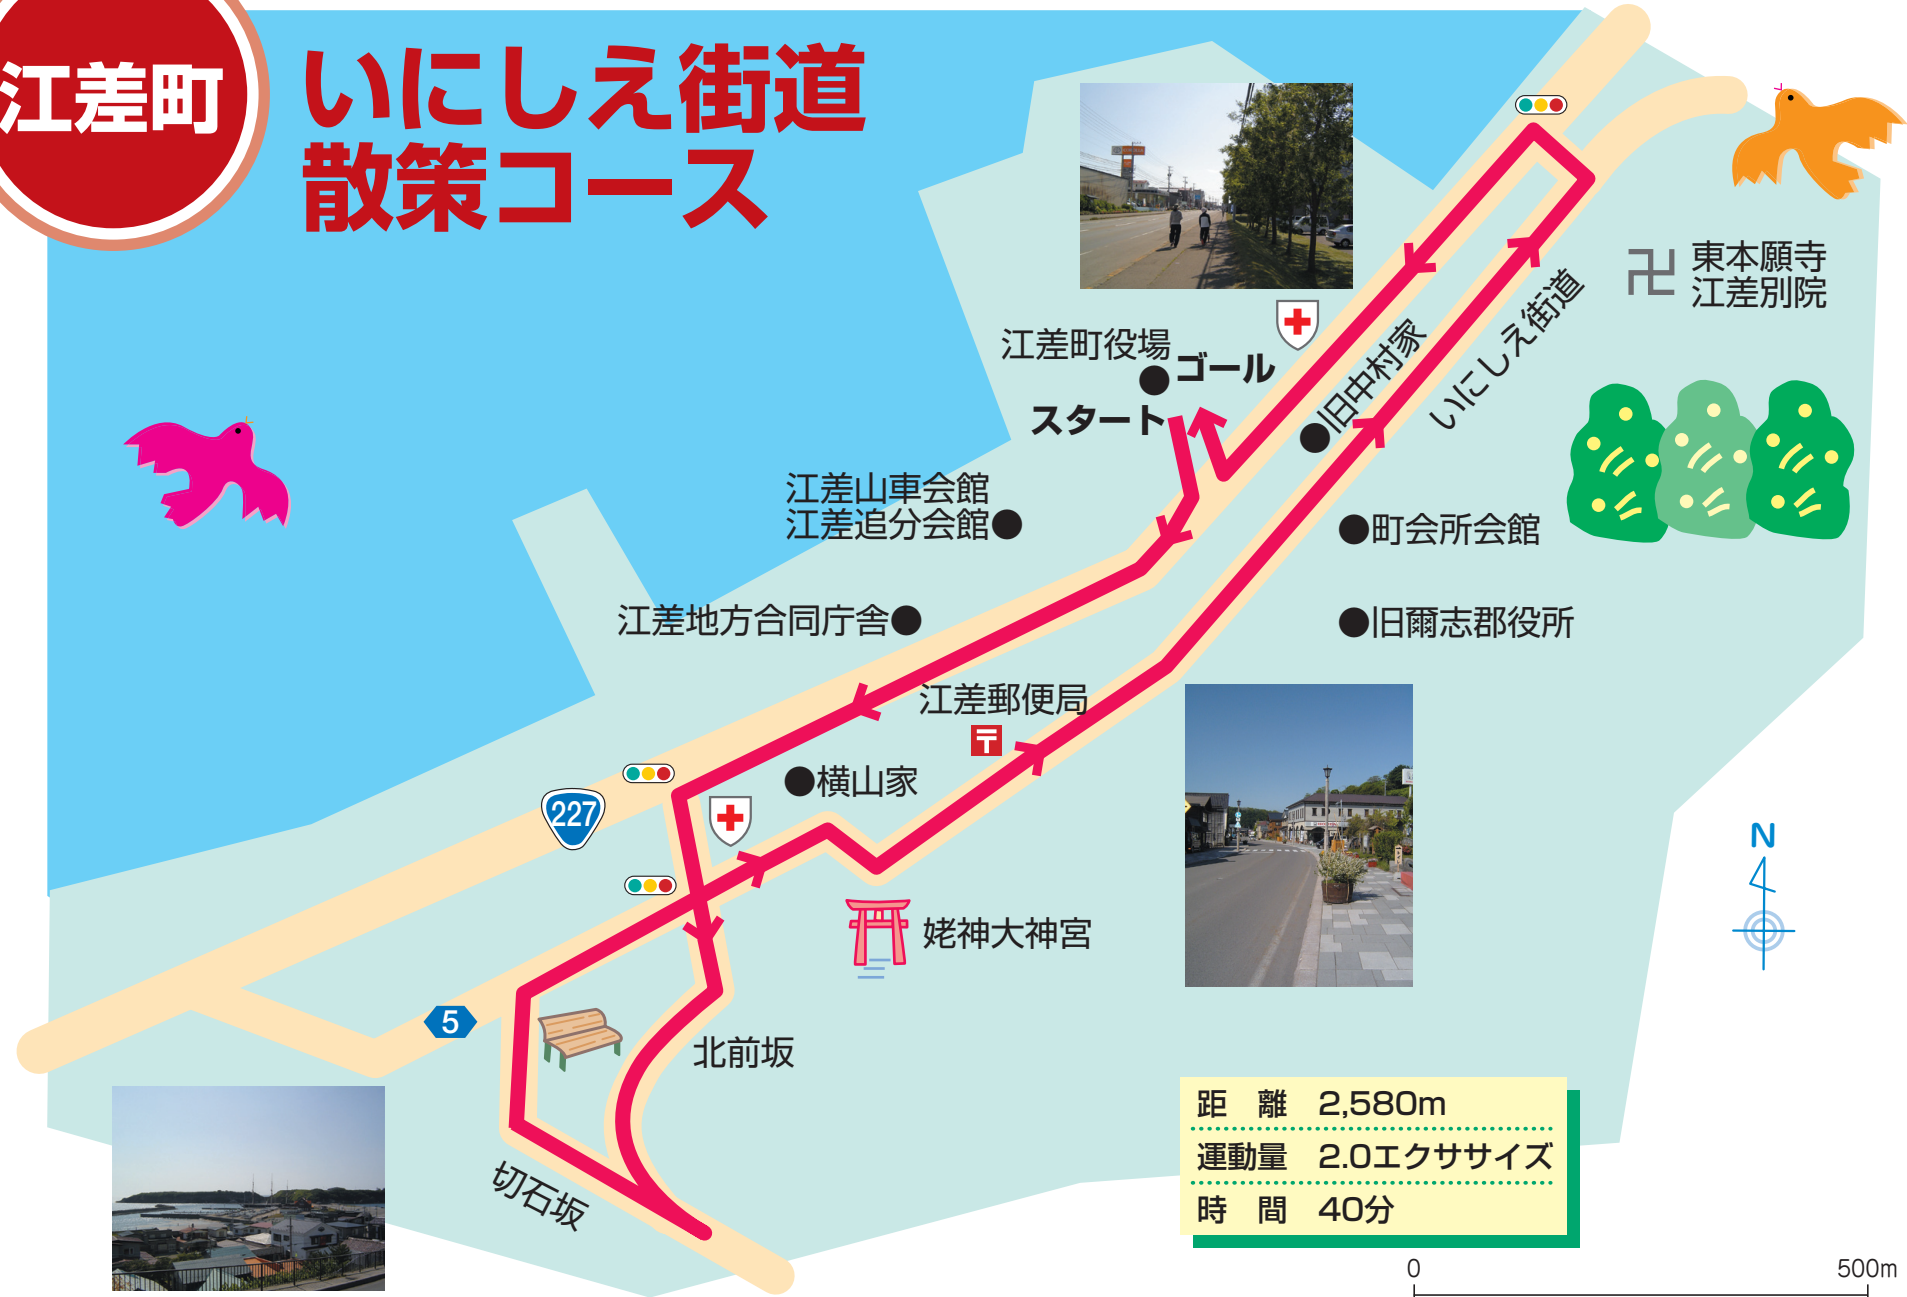 江差町
いにしえ街道
散策コース
東本願寺
江差別院
江差町役場
ゴール
スタート
旧中村家
いにしえ街道
江差山車会館
江差追分会館
町会所会館
江差地方合同庁舎
旧爾志郡役所
江差郵便局
〒
横山家
227
N
姥神大神宮
5
北前坂
切石坂
距　離　2,580m
運動量　2.0エクササイズ
時　間　40分
0　500m